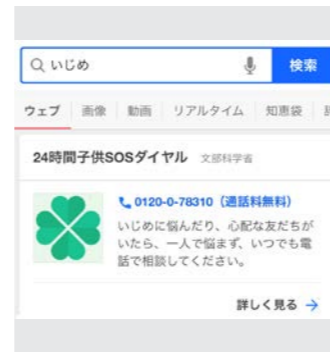 いじめ 検索
ウェブ 画像 動画 リアルタイム 知恵袋
24時間子供SOSダイヤル 文部科学省
0120-0-78310（通話料無料）
いじめに悩んだり、心配な友だちが
いたら、一人で悩まず、いつでも電
話で相談してください。
詳しく見る →